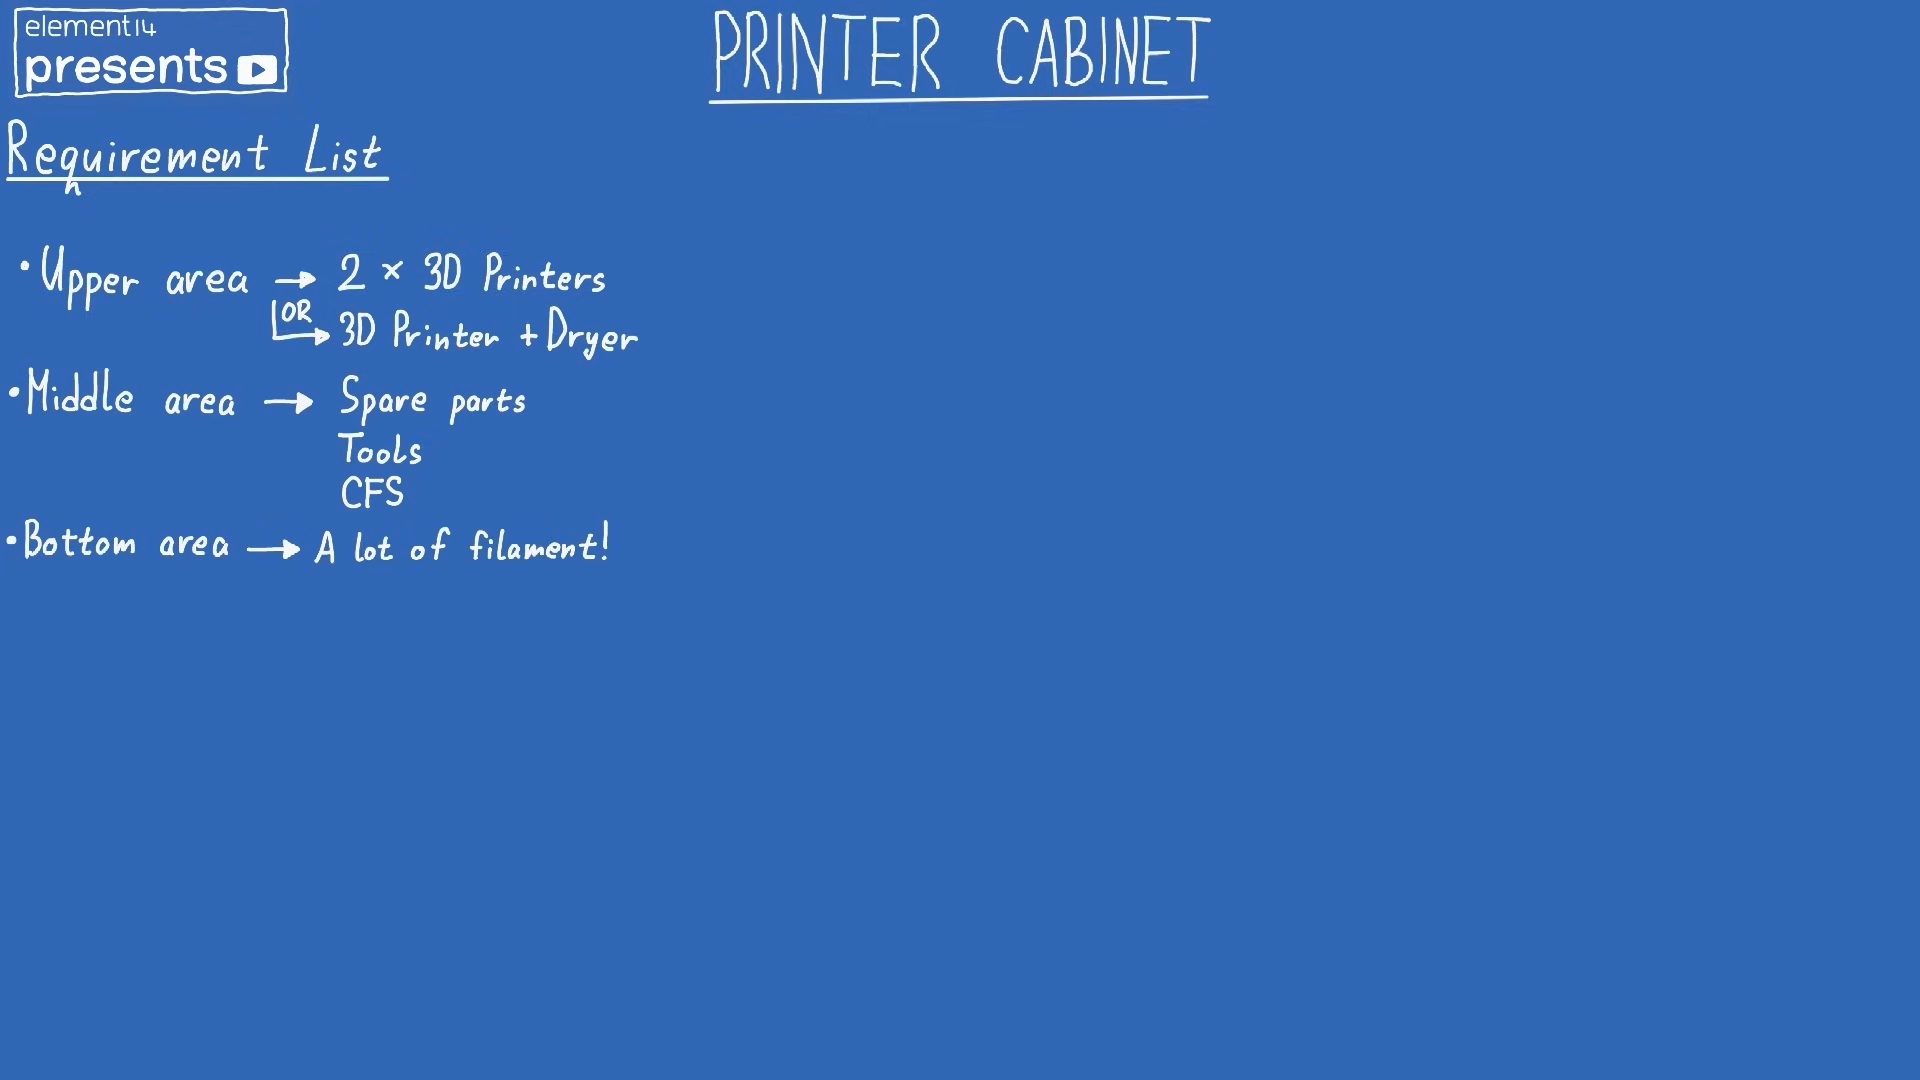 element14
presents
PRINTER CABINET
Requirement List
• Upper area → 2 × 3D Printers
OR → 3D Printer + Dryer
• Middle area → Spare parts
Tools
CFS
• Bottom area → A lot of filament!